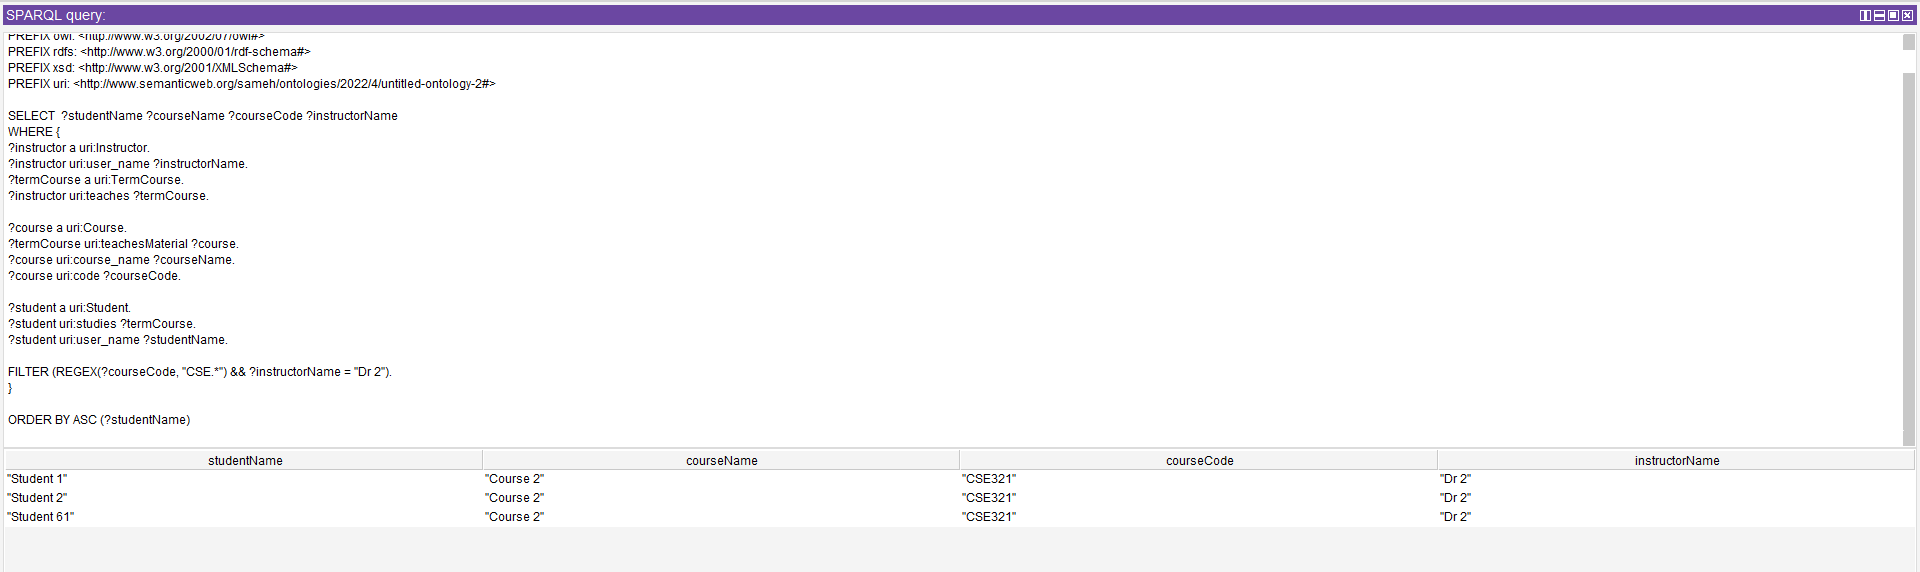 SPARQL query:
PREFIX owl: <http://www.w3.org/2002/07/owl#>
PREFIX rdfs: <http://www.w3.org/2000/01/rdf-schema#>
PREFIX xsd: <http://www.w3.org/2001/XMLSchema#>
PREFIX uri: <http://www.semanticweb.org/sameh/ontologies/2022/4/untitled-ontology-2#>
SELECT  ?studentName ?courseName ?courseCode ?instructorName
WHERE {
?instructor a uri:Instructor.
?instructor uri:user_name ?instructorName.
?termCourse a uri:TermCourse.
?instructor uri:teaches ?termCourse.
?course a uri:Course.
?termCourse uri:teachesMaterial ?course.
?course uri:course_name ?courseName.
?course uri:code ?courseCode.
?student a uri:Student.
?student uri:studies ?termCourse.
?student uri:user_name ?studentName.
FILTER (REGEX(?courseCode, "CSE.*") && ?instructorName = "Dr 2").
}
ORDER BY ASC (?studentName)
studentName courseName courseCode instructorName
"Student 1" "Course 2" "CSE321" "Dr 2"
"Student 2" "Course 2" "CSE321" "Dr 2"
"Student 61" "Course 2" "CSE321" "Dr 2"